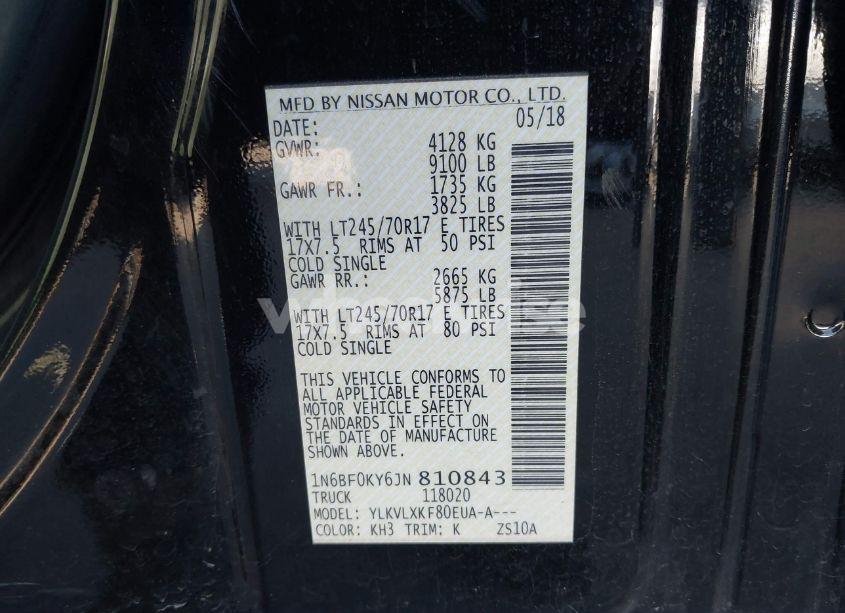 MFD BY NISSAN MOTOR CO., LTD.
DATE: 05/18
GVWR: 4128 KG
9100 LB
GAWR FR.: 1735 KG
3825 LB
WITH LT245/70R17 E TIRES
17X7.5 RIMS AT 50 PSI
COLD SINGLE
GAWR RR.: 2665 KG
5875 LB
WITH LT245/70R17 E TIRES
17X7.5 RIMS AT 80 PSI
COLD SINGLE
THIS VEHICLE CONFORMS TO
ALL APPLICABLE FEDERAL
MOTOR VEHICLE SAFETY
STANDARDS IN EFFECT ON
THE DATE OF MANUFACTURE
SHOWN ABOVE.
1N6BF0KY6JN 810843
TRUCK 118020
MODEL: YLKVLXKF80EUA-A---
COLOR: KH3 TRIM: K ZS10A